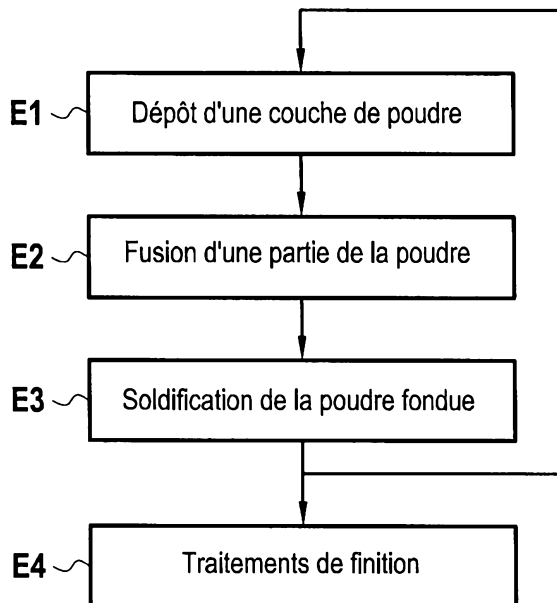 E1 Dépôt d'une couche de poudre
E2 Fusion d'une partie de la poudre
E3 Soldification de la poudre fondue
E4 Traitements de finition